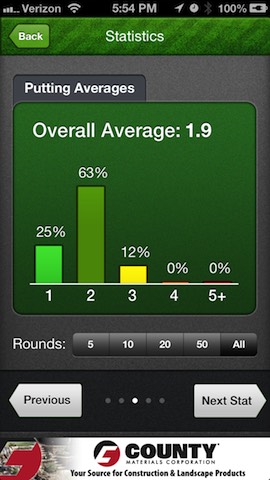 Verizon 5:54 PM 100%
Back Statistics
Putting Averages
Overall Average: 1.9
63%
25%
12%
0% 0%
1 2 3 4 5+
Rounds: 5 10 20 50 All
Previous Next Stat
COUNTY
MATERIALS CORPORATION
Your Source for Construction & Landscape Products